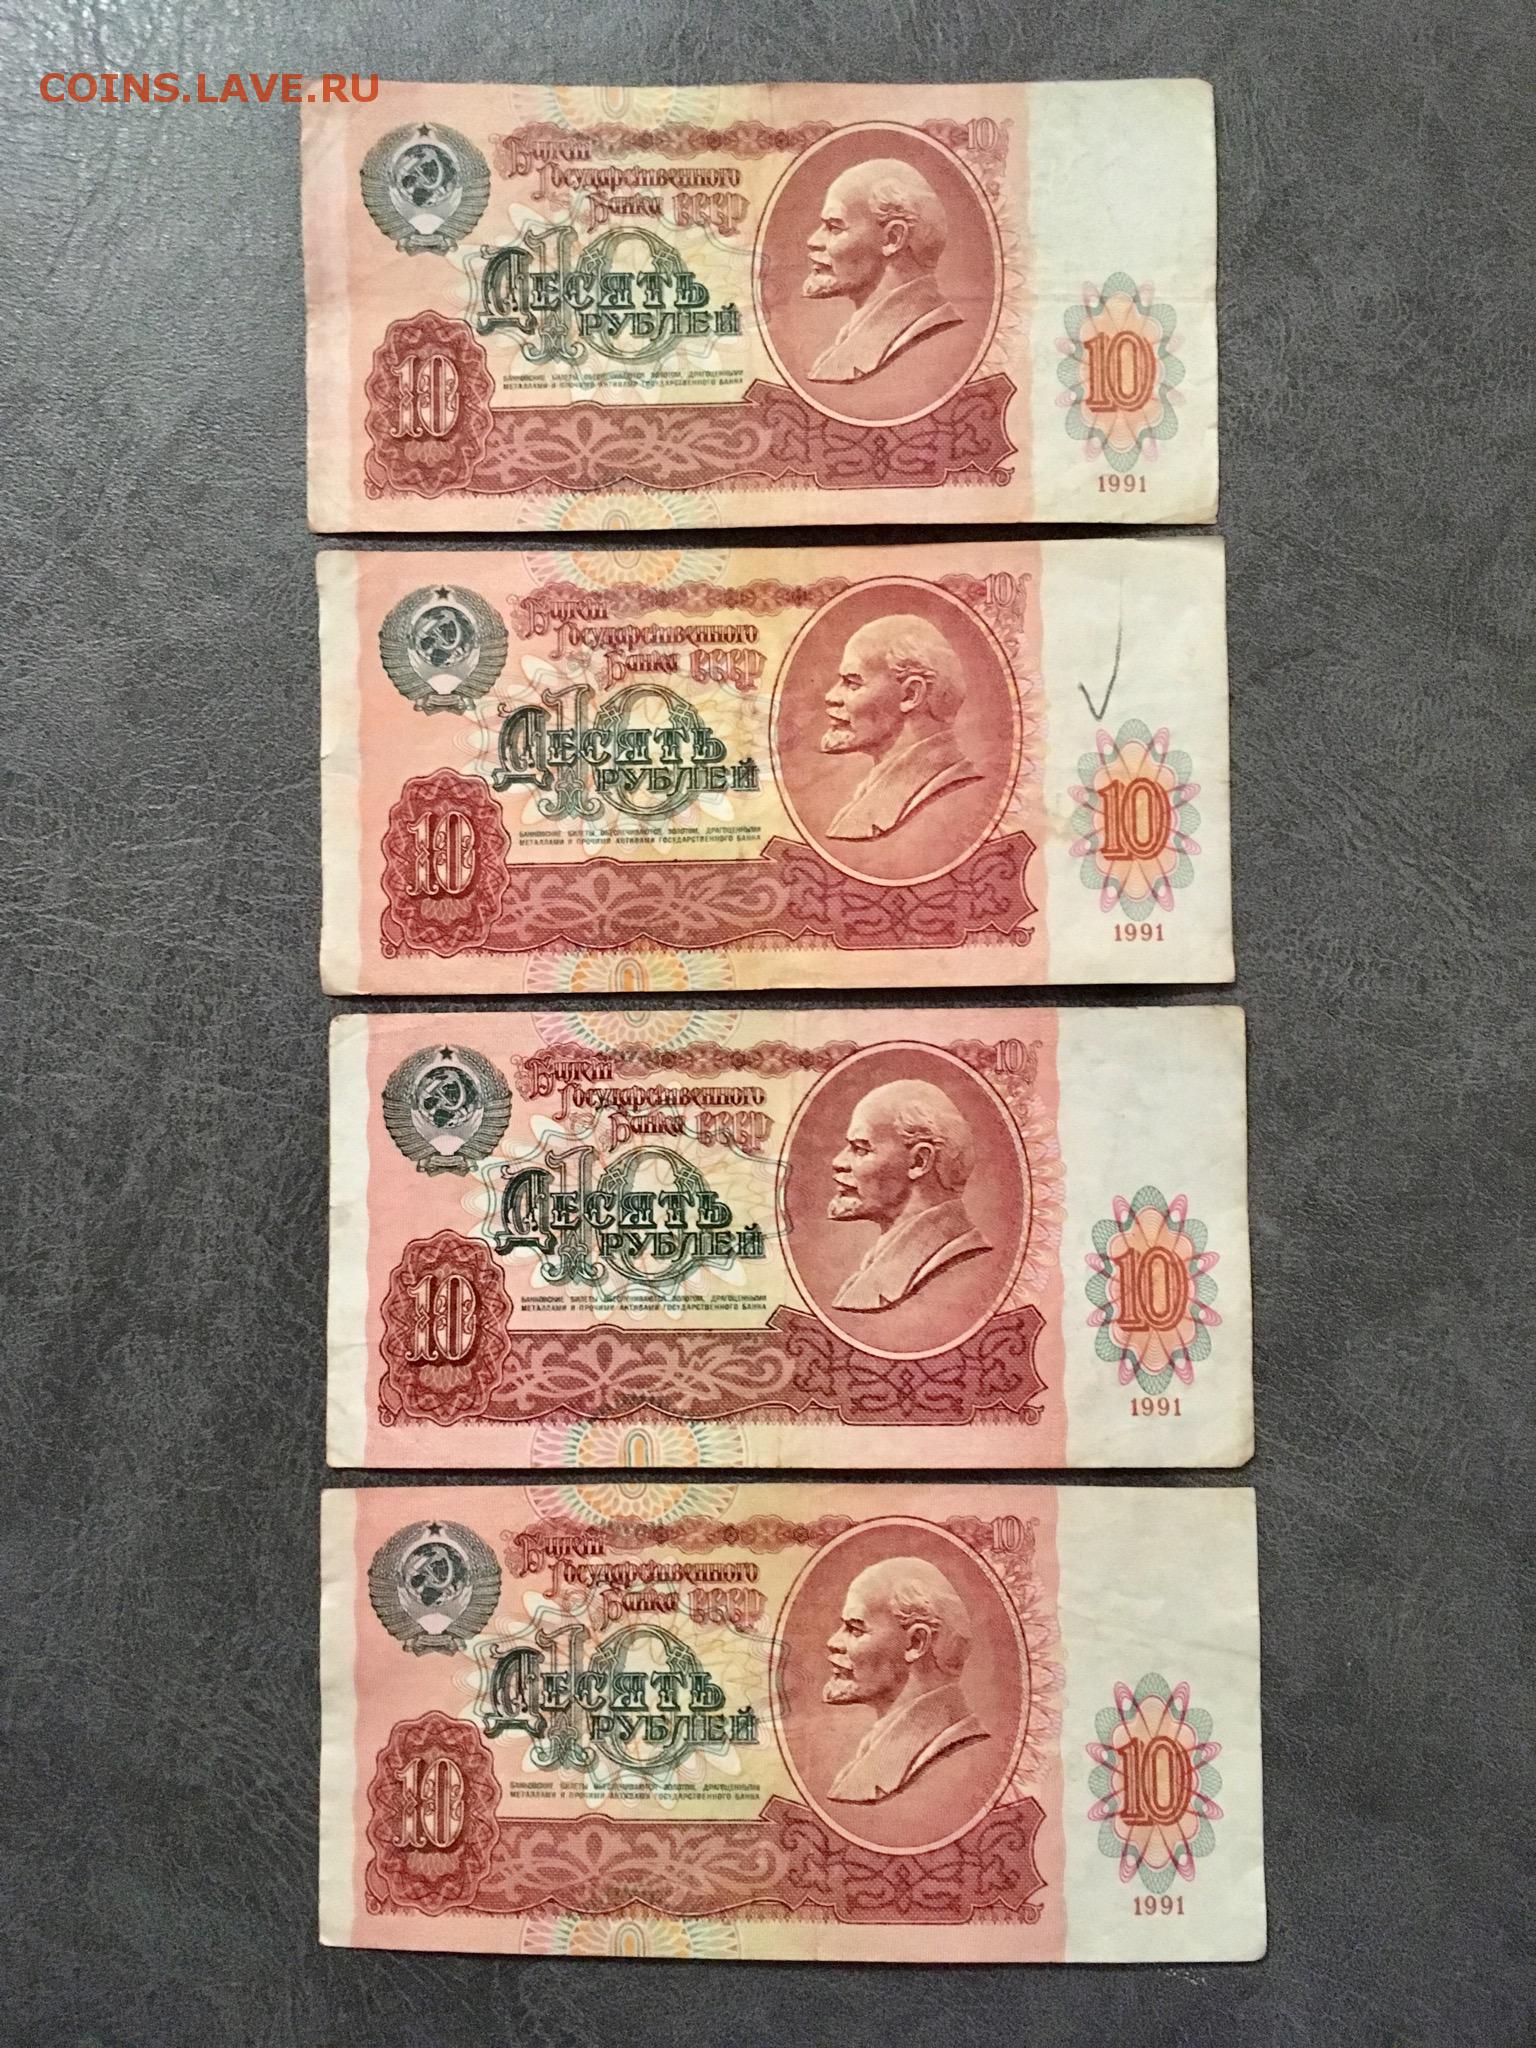 COINS.LAVE.RU
Билет 10
Государственного
Банка СССР
10
Десять
рублей
БАНКОВСКИЕ БИЛЕТЫ ОБЕСПЕЧИВАЮТСЯ ЗОЛОТОМ, ДРАГОЦЕННЫМИ
МЕТАЛЛАМИ И ПРОЧИМИ АКТИВАМИ ГОСУДАРСТВЕННОГО БАНКА
10 10
1991
Билет 10
Государственного
Банка СССР
10
Десять
рублей
БАНКОВСКИЕ БИЛЕТЫ ОБЕСПЕЧИВАЮТСЯ ЗОЛОТОМ, ДРАГОЦЕННЫМИ
МЕТАЛЛАМИ И ПРОЧИМИ АКТИВАМИ ГОСУДАРСТВЕННОГО БАНКА
10 10
1991
Билет 10
Государственного
Банка СССР
10
Десять
рублей
БАНКОВСКИЕ БИЛЕТЫ ОБЕСПЕЧИВАЮТСЯ ЗОЛОТОМ, ДРАГОЦЕННЫМИ
МЕТАЛЛАМИ И ПРОЧИМИ АКТИВАМИ ГОСУДАРСТВЕННОГО БАНКА
10 10
1991
Билет 10
Государственного
Банка СССР
10
Десять
рублей
БАНКОВСКИЕ БИЛЕТЫ ОБЕСПЕЧИВАЮТСЯ ЗОЛОТОМ, ДРАГОЦЕННЫМИ
МЕТАЛЛАМИ И ПРОЧИМИ АКТИВАМИ ГОСУДАРСТВЕННОГО БАНКА
10 10
1991